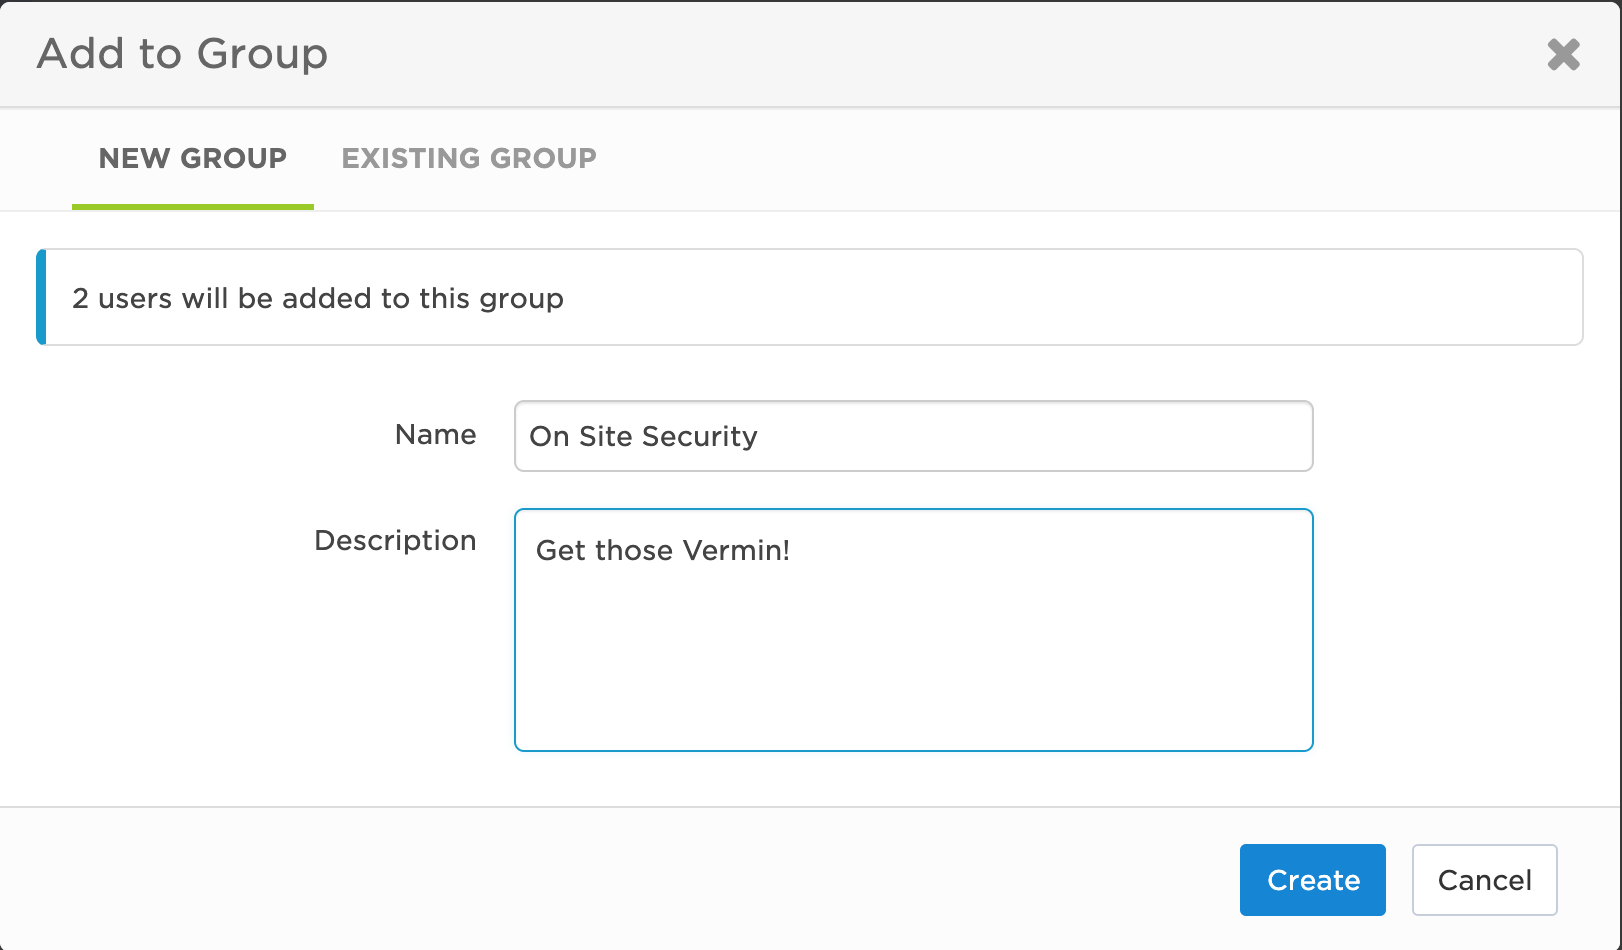 Add to Group
NEW GROUP EXISTING GROUP
2 users will be added to this group
Name On Site Security
Description Get those Vermin!
Create Cancel